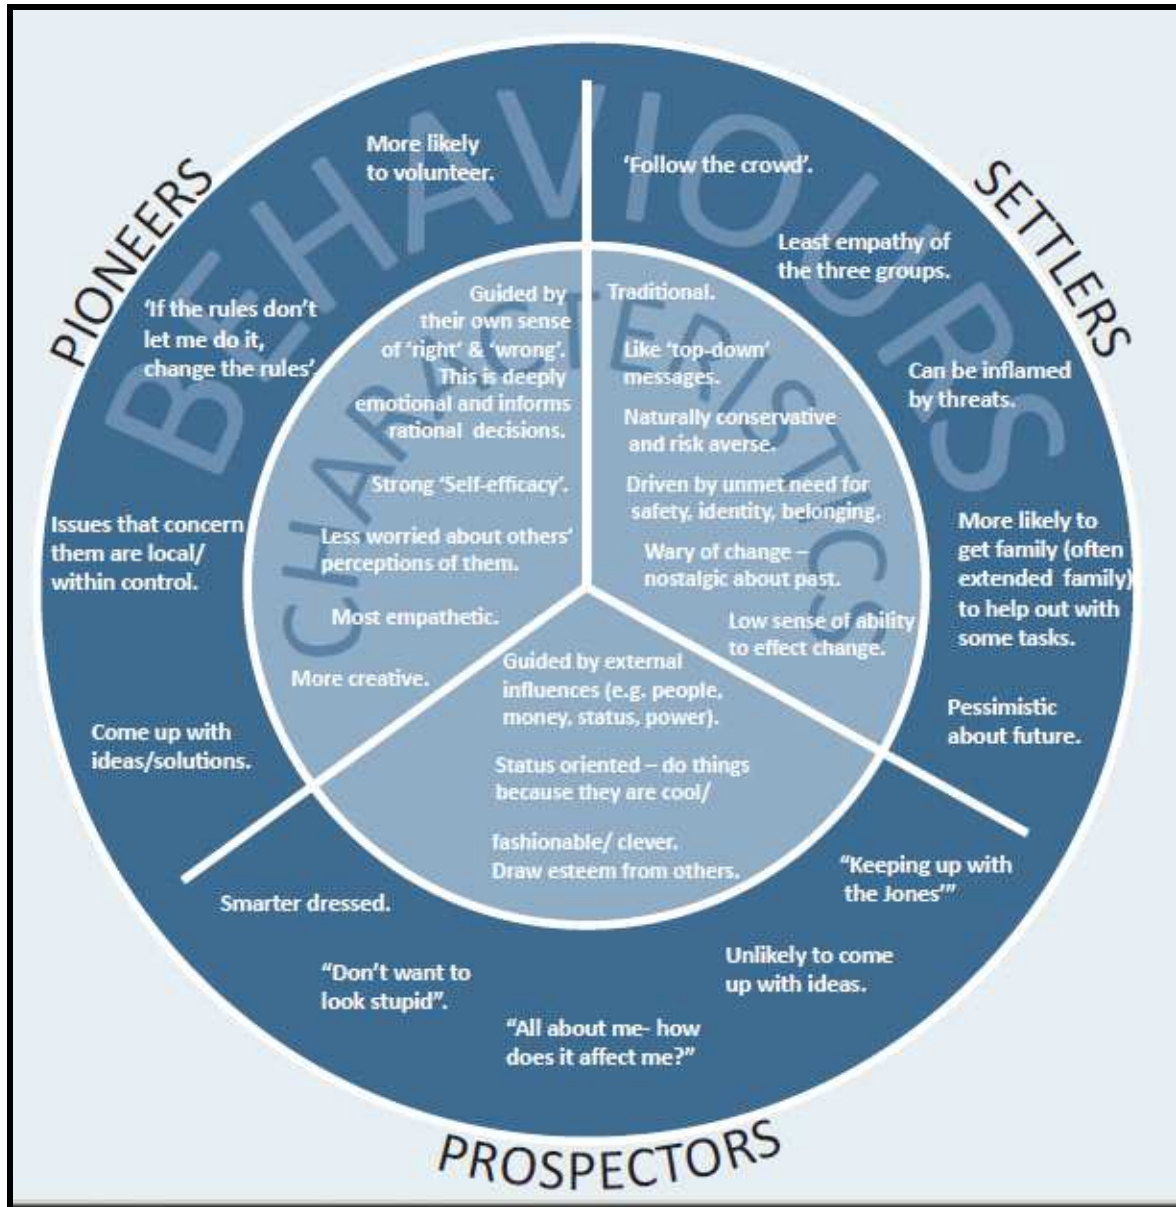 BEHAVIOURS
CHARACTERISTICS
PIONEERS
More likely
to volunteer.
‘If the rules don’t
let me do it,
change the rules’.
Issues that concern
them are local/
within control.
Come up with
ideas/solutions.
Guided by
their own sense
of ‘right’ & ‘wrong’.
This is deeply
emotional and informs
rational decisions.
Strong ‘Self-efficacy’.
Less worried about others’
perceptions of them.
Most empathetic.
More creative.
SETTLERS
‘Follow the crowd’.
Least empathy of
the three groups.
Can be inflamed
by threats.
More likely to
get family (often
extended family)
to help out with
some tasks.
Pessimistic
about future.
Traditional.
Like ‘top-down’
messages.
Naturally conservative
and risk averse.
Driven by unmet need for
safety, identity, belonging.
Wary of change –
nostalgic about past.
Low sense of ability
to effect change.
Guided by external
influences (e.g. people,
money, status, power).
Status oriented – do things
because they are cool/
fashionable/ clever.
Draw esteem from others.
Smarter dressed.
“Don’t want to
look stupid”.
“All about me- how
does it affect me?”
Unlikely to come
up with ideas.
“Keeping up with
the Jones’”
PROSPECTORS